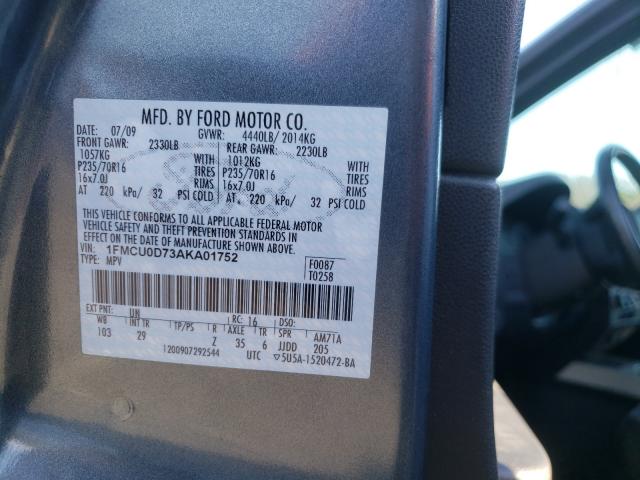 MFD. BY FORD MOTOR CO.
DATE: 07/09 GVWR: 4440LB/ 2014KG
FRONT GAWR: 2330LB REAR GAWR: 2230LB
1057KG WITH 1012KG WITH
P235/70R16 TIRES P235/70R16 TIRES
16x7.0J RIMS 16x7.0J RIMS
AT 220 kPa/ 32 PSI COLD AT 220 kPa/ 32 PSI COLD
THIS VEHICLE CONFORMS TO ALL APPLICABLE FEDERAL MOTOR
VEHICLE SAFETY AND THEFT PREVENTION STANDARDS IN
EFFECT ON THE DATE OF MANUFACTURE SHOWN ABOVE.
VIN: 1FMCU0D73AKA01752 F0087
TYPE: MPV T0258
EXT PNT: UN RC: 16 DSO:
WB INT TR TP/PS R AXLE TR SPR AM71A
103 29 Z 35 6 JJDD 205
1200907292544 UTC ▽5U5A-1520472-BA